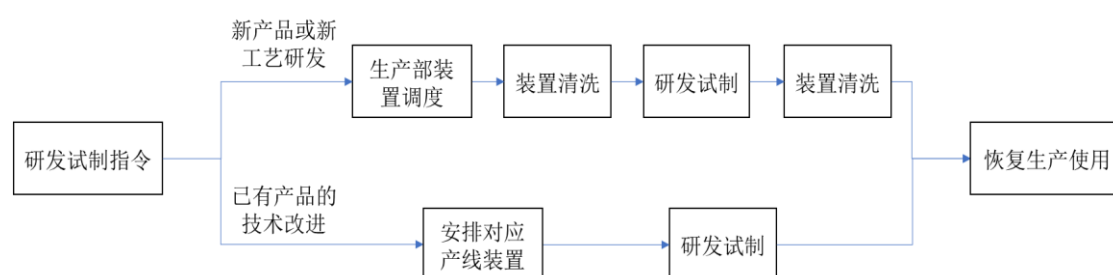 新产品或新
工艺研发
生产部装
置调度
装置清洗
研发试制
装置清洗
研发试制指令
恢复生产使用
已有产品的
技术改进
安排对应
产线装置
研发试制